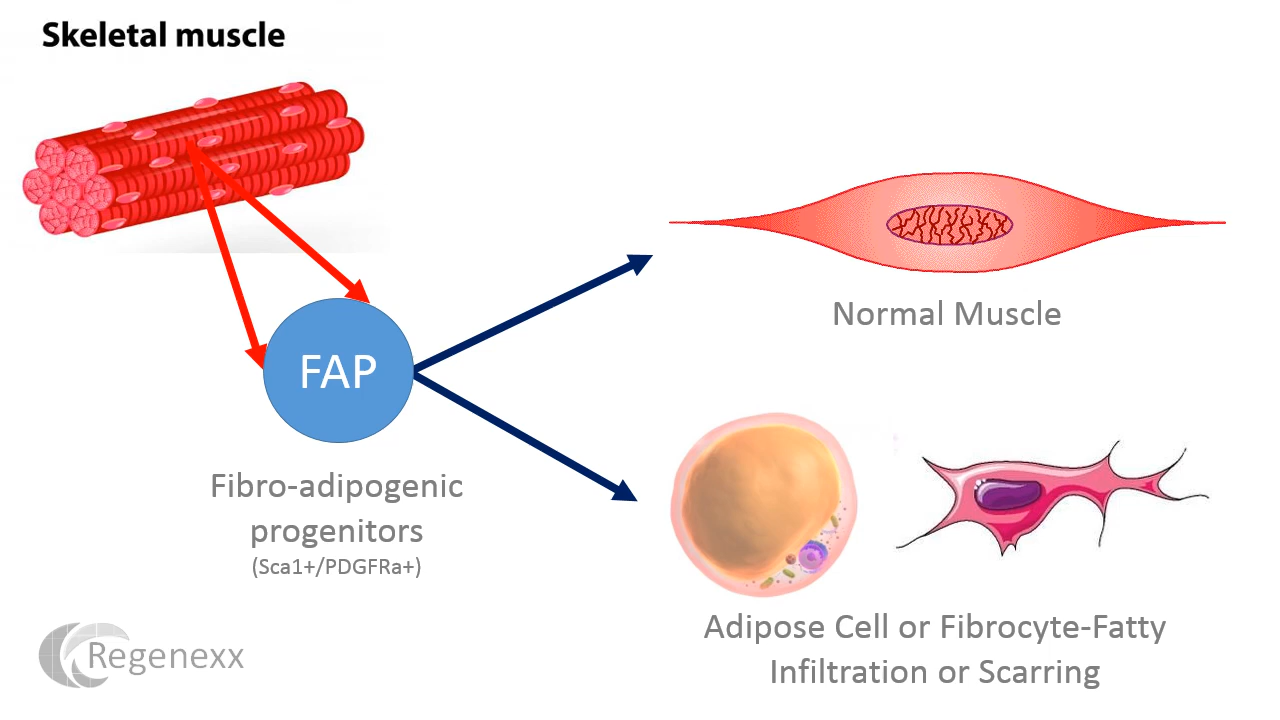 Skeletal muscle
FAP
Fibro-adipogenic
progenitors
(Sca1+/PDGFRa+)
Normal Muscle
Adipose Cell or Fibrocyte-Fatty
Infiltration or Scarring
Regenexx